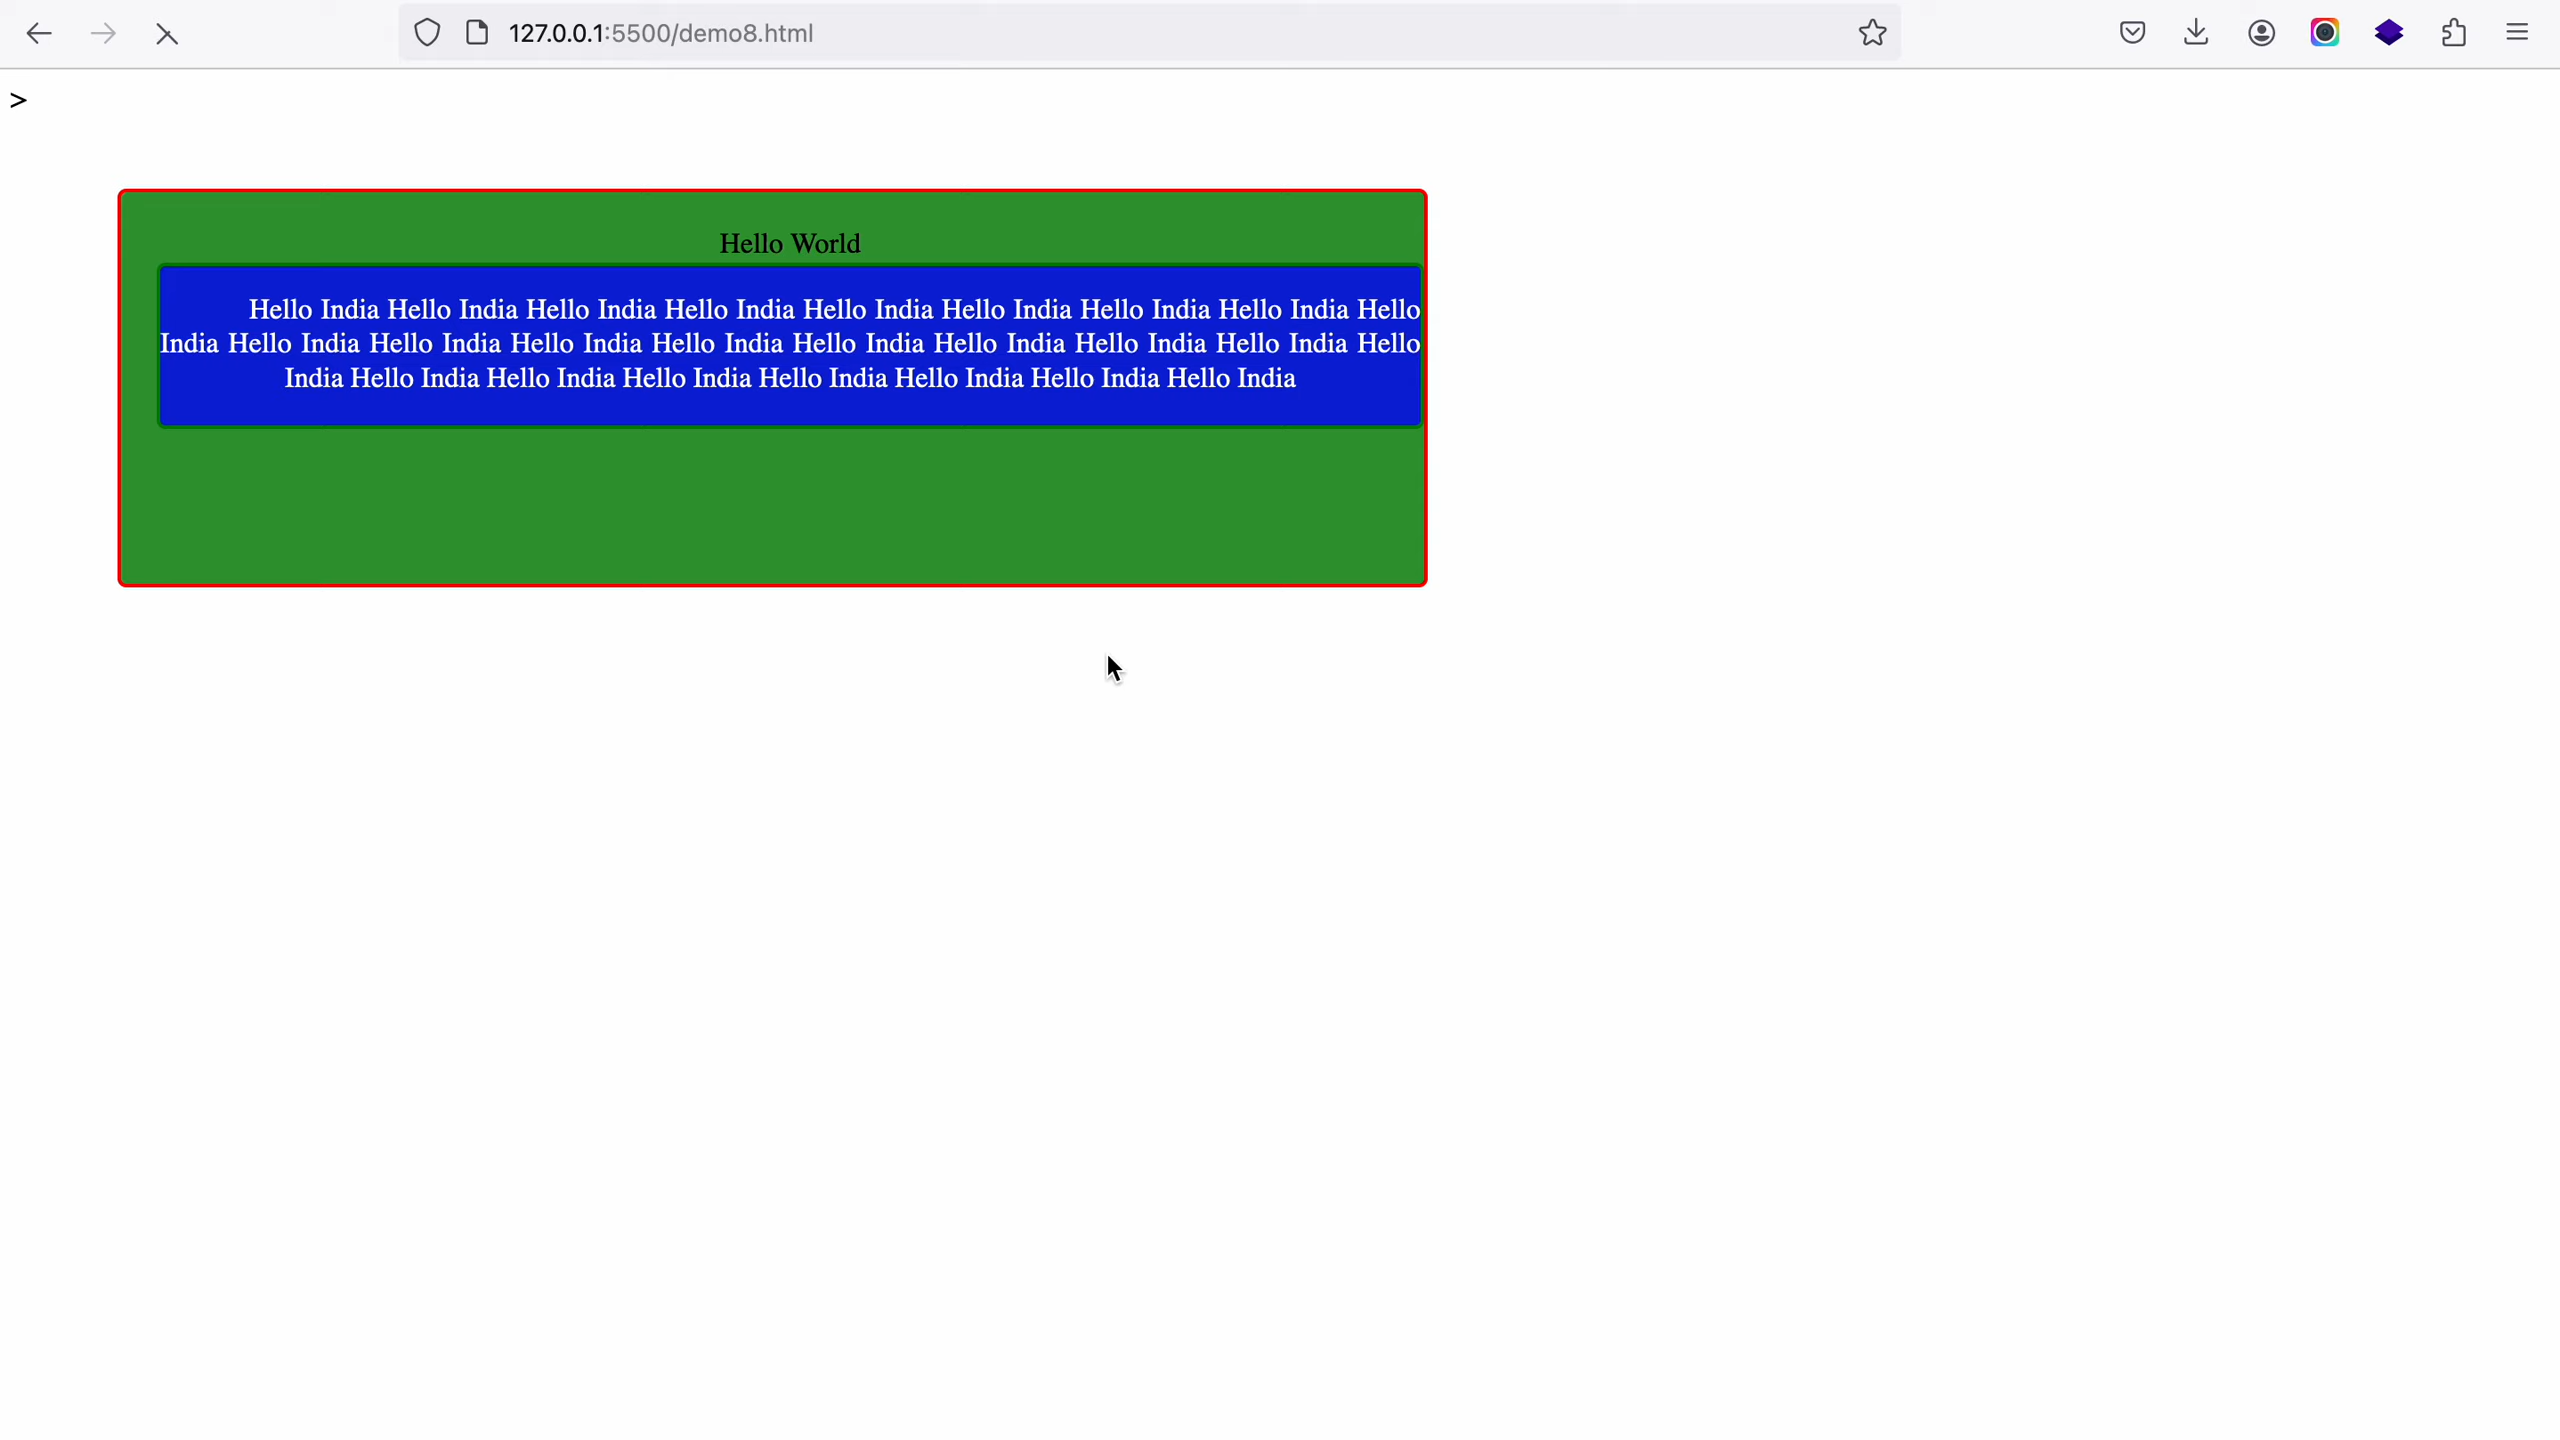 127.0.0.1:5500/demo8.html
>
Hello World
Hello India Hello India Hello India Hello India Hello India Hello India Hello India Hello India Hello
India Hello India Hello India Hello India Hello India Hello India Hello India Hello India Hello India Hello
India Hello India Hello India Hello India Hello India Hello India Hello India Hello India